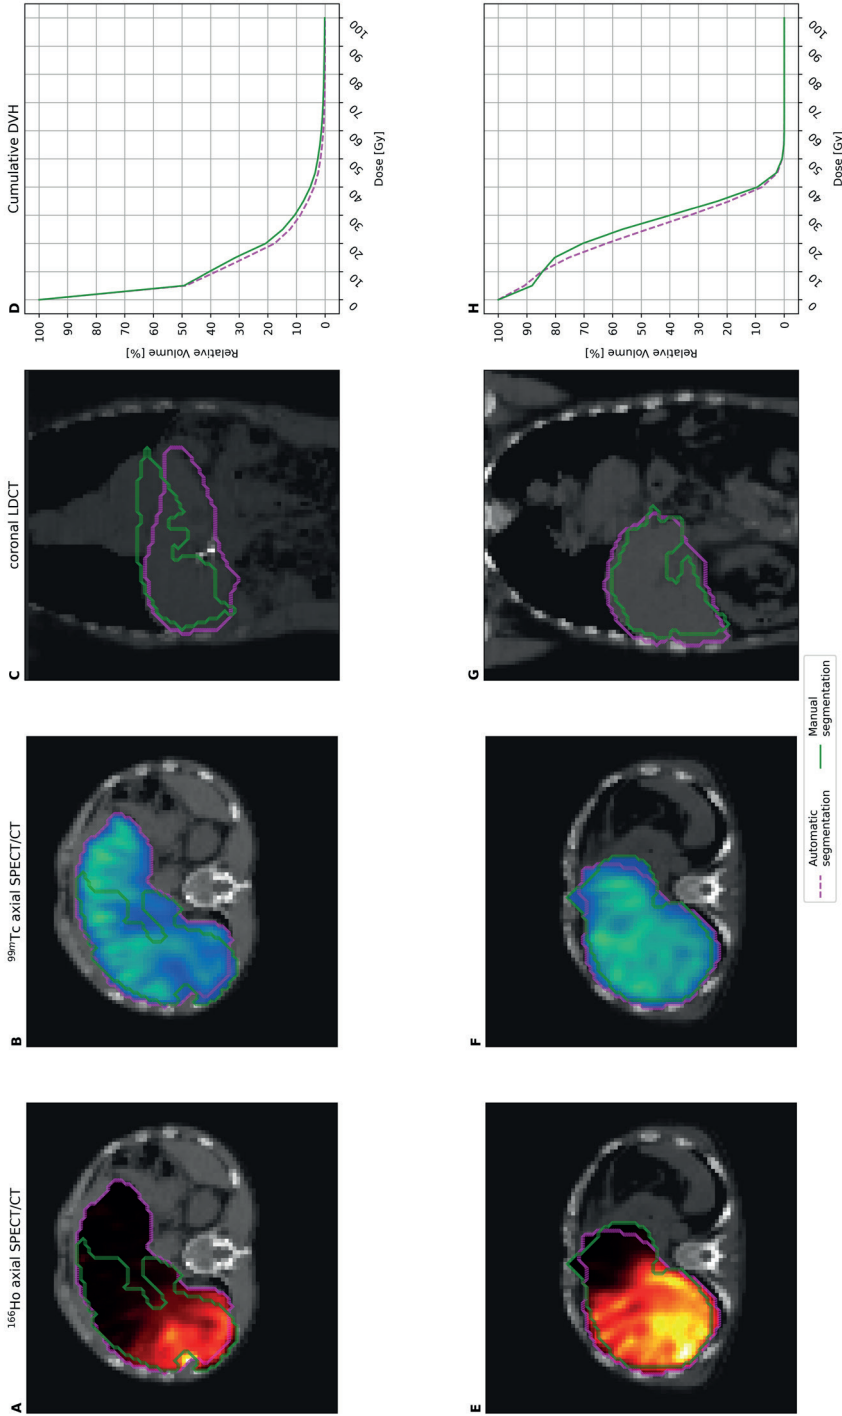 A
¹⁶⁶Ho axial SPECT/CT
B
⁹⁹ᵐTc axial SPECT/CT
C
coronal LDCT
D
Cumulative DVH
Relative Volume [%]
100
90
80
70
60
50
40
30
20
10
0
0
10
20
30
40
50
60
70
80
90
100
Dose [Gy]
E
F
G
H
Relative Volume [%]
100
90
80
70
60
50
40
30
20
10
0
0
10
20
30
40
50
60
70
80
90
100
Dose [Gy]
Automatic
segmentation
Manual
segmentation